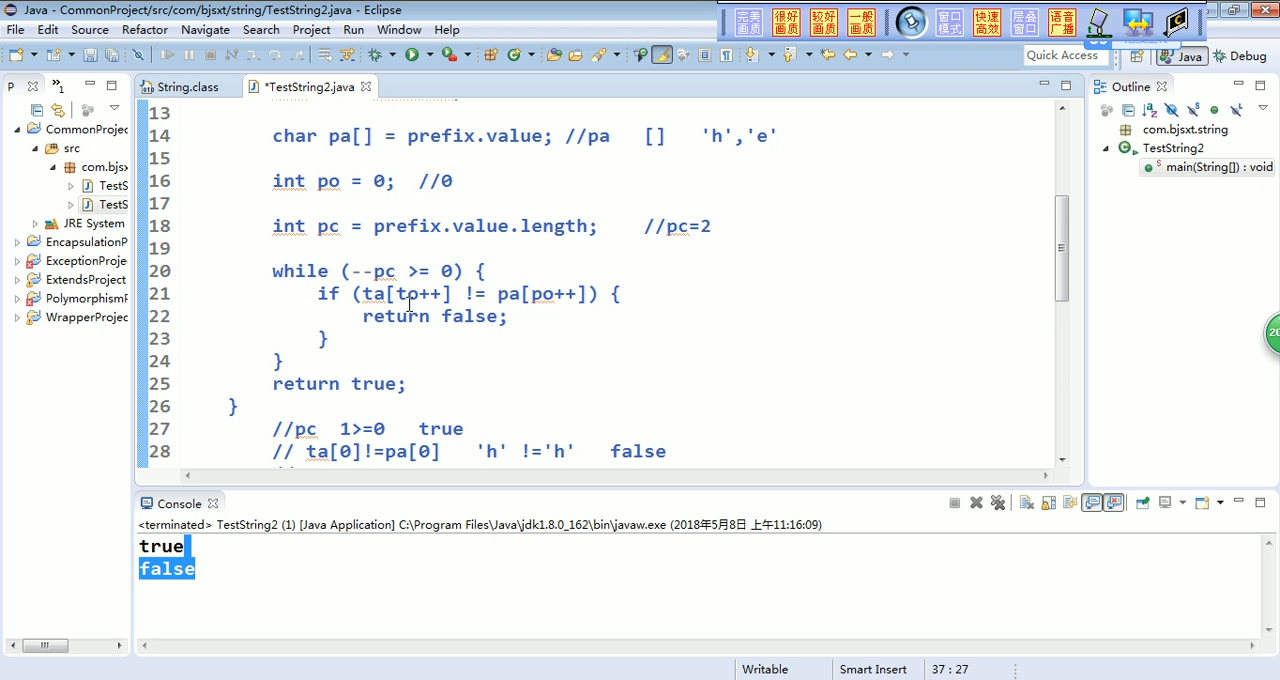 Java - CommonProject/src/com/bjsxt/string/TestString2.java - Eclipse
完美画质 很好画质 较好画质 一般画质 窗口模式 快速高效 层叠窗口 语音广播
File Edit Source Refactor Navigate Search Project Run Window Help
Quick Access Java Debug
P String.class *TestString2.java Outline
CommonProjec
src
com.bjsx
TestS
TestS
JRE System
EncapsulationP
ExceptionProje
ExtendsProject
PolymorphismF
WrapperProjec
13
14 char pa[] = prefix.value; //pa [] 'h','e'
15
16 int po = 0; //0
17
18 int pc = prefix.value.length; //pc=2
19
20 while (--pc >= 0) {
21 if (ta[to++] != pa[po++]) {
22 return false;
23 }
24 }
25 return true;
26 }
27 //pc 1>=0 true
28 // ta[0]!=pa[0] 'h' !='h' false
com.bjsxt.string
TestString2
main(String[]) : void
Console
<terminated> TestString2 (1) [Java Application] C:\Program Files\Java\jdk1.8.0_162\bin\javaw.exe (2018年5月8日 上午11:16:09)
true
false
Writable Smart Insert 37 : 27